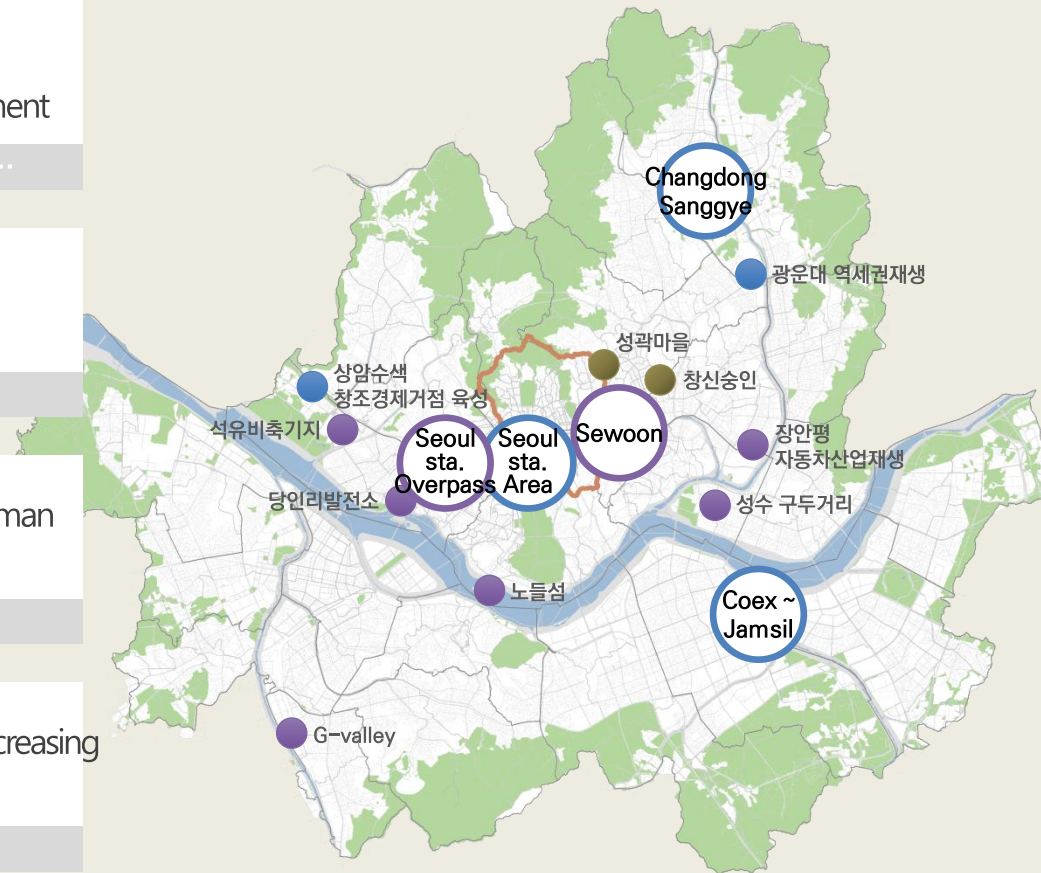 nent
..
man
creasing
Changdong
Sanggye
광운대 역세권재생
성곽마을
창신숭인
상암수색
창조경제거점 육성
석유비축기지
Seoul
sta.
Overpass
Seoul
sta.
Area
Sewoon
장안평
자동차산업재생
당인리발전소
성수 구두거리
노들섬
Coex ~
Jamsil
G-valley